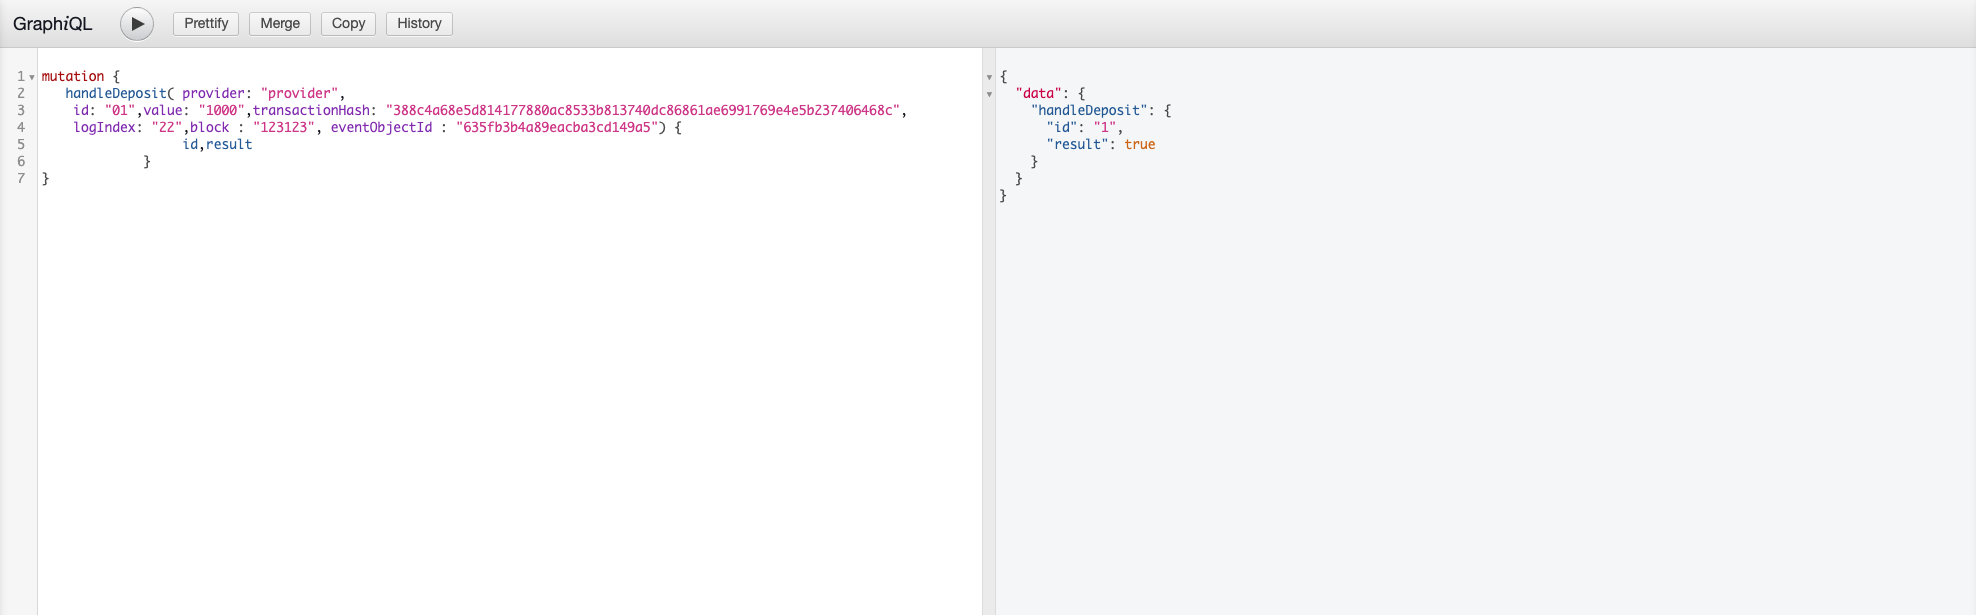 GraphiQL Prettify Merge Copy History
1 mutation {
2 handleDeposit( provider: "provider",
3 id: "01",value: "1000",transactionHash: "388c4a68e5d814177880ac8533b813740dc86861ae6991769e4e5b237406468c",
4 logIndex: "22",block : "123123", eventObjectId : "635fb3b4a89eacba3cd149a5") {
5 id,result
6 }
7 }
{
"data": {
"handleDeposit": {
"id": "1",
"result": true
}
}
}